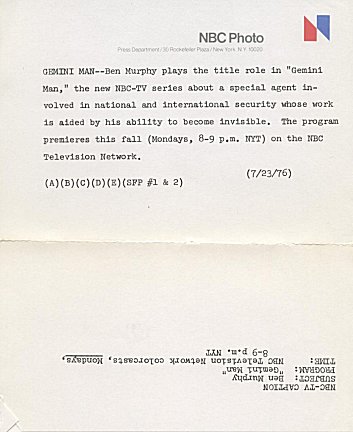 NBC Photo
Press Department/30 Rockefeller Plaza/New York, N.Y. 10020
GEMINI MAN--Ben Murphy plays the title role in "Gemini
Man," the new NBC-TV series about a special agent in-
volved in national and international security whose work
is aided by his ability to become invisible. The program
premieres this fall (Mondays, 8-9 p.m. NYT) on the NBC
Television Network.
(7/23/76)
(A)(B)(C)(D)(E)(SFP #1 & 2)
NBC-TV CAPTION
SUBJECT: Ben Murphy
PROGRAM: "Gemini Man"
TIME: NBC Television Network colorcasts, Mondays,
8-9 p.m. NYT